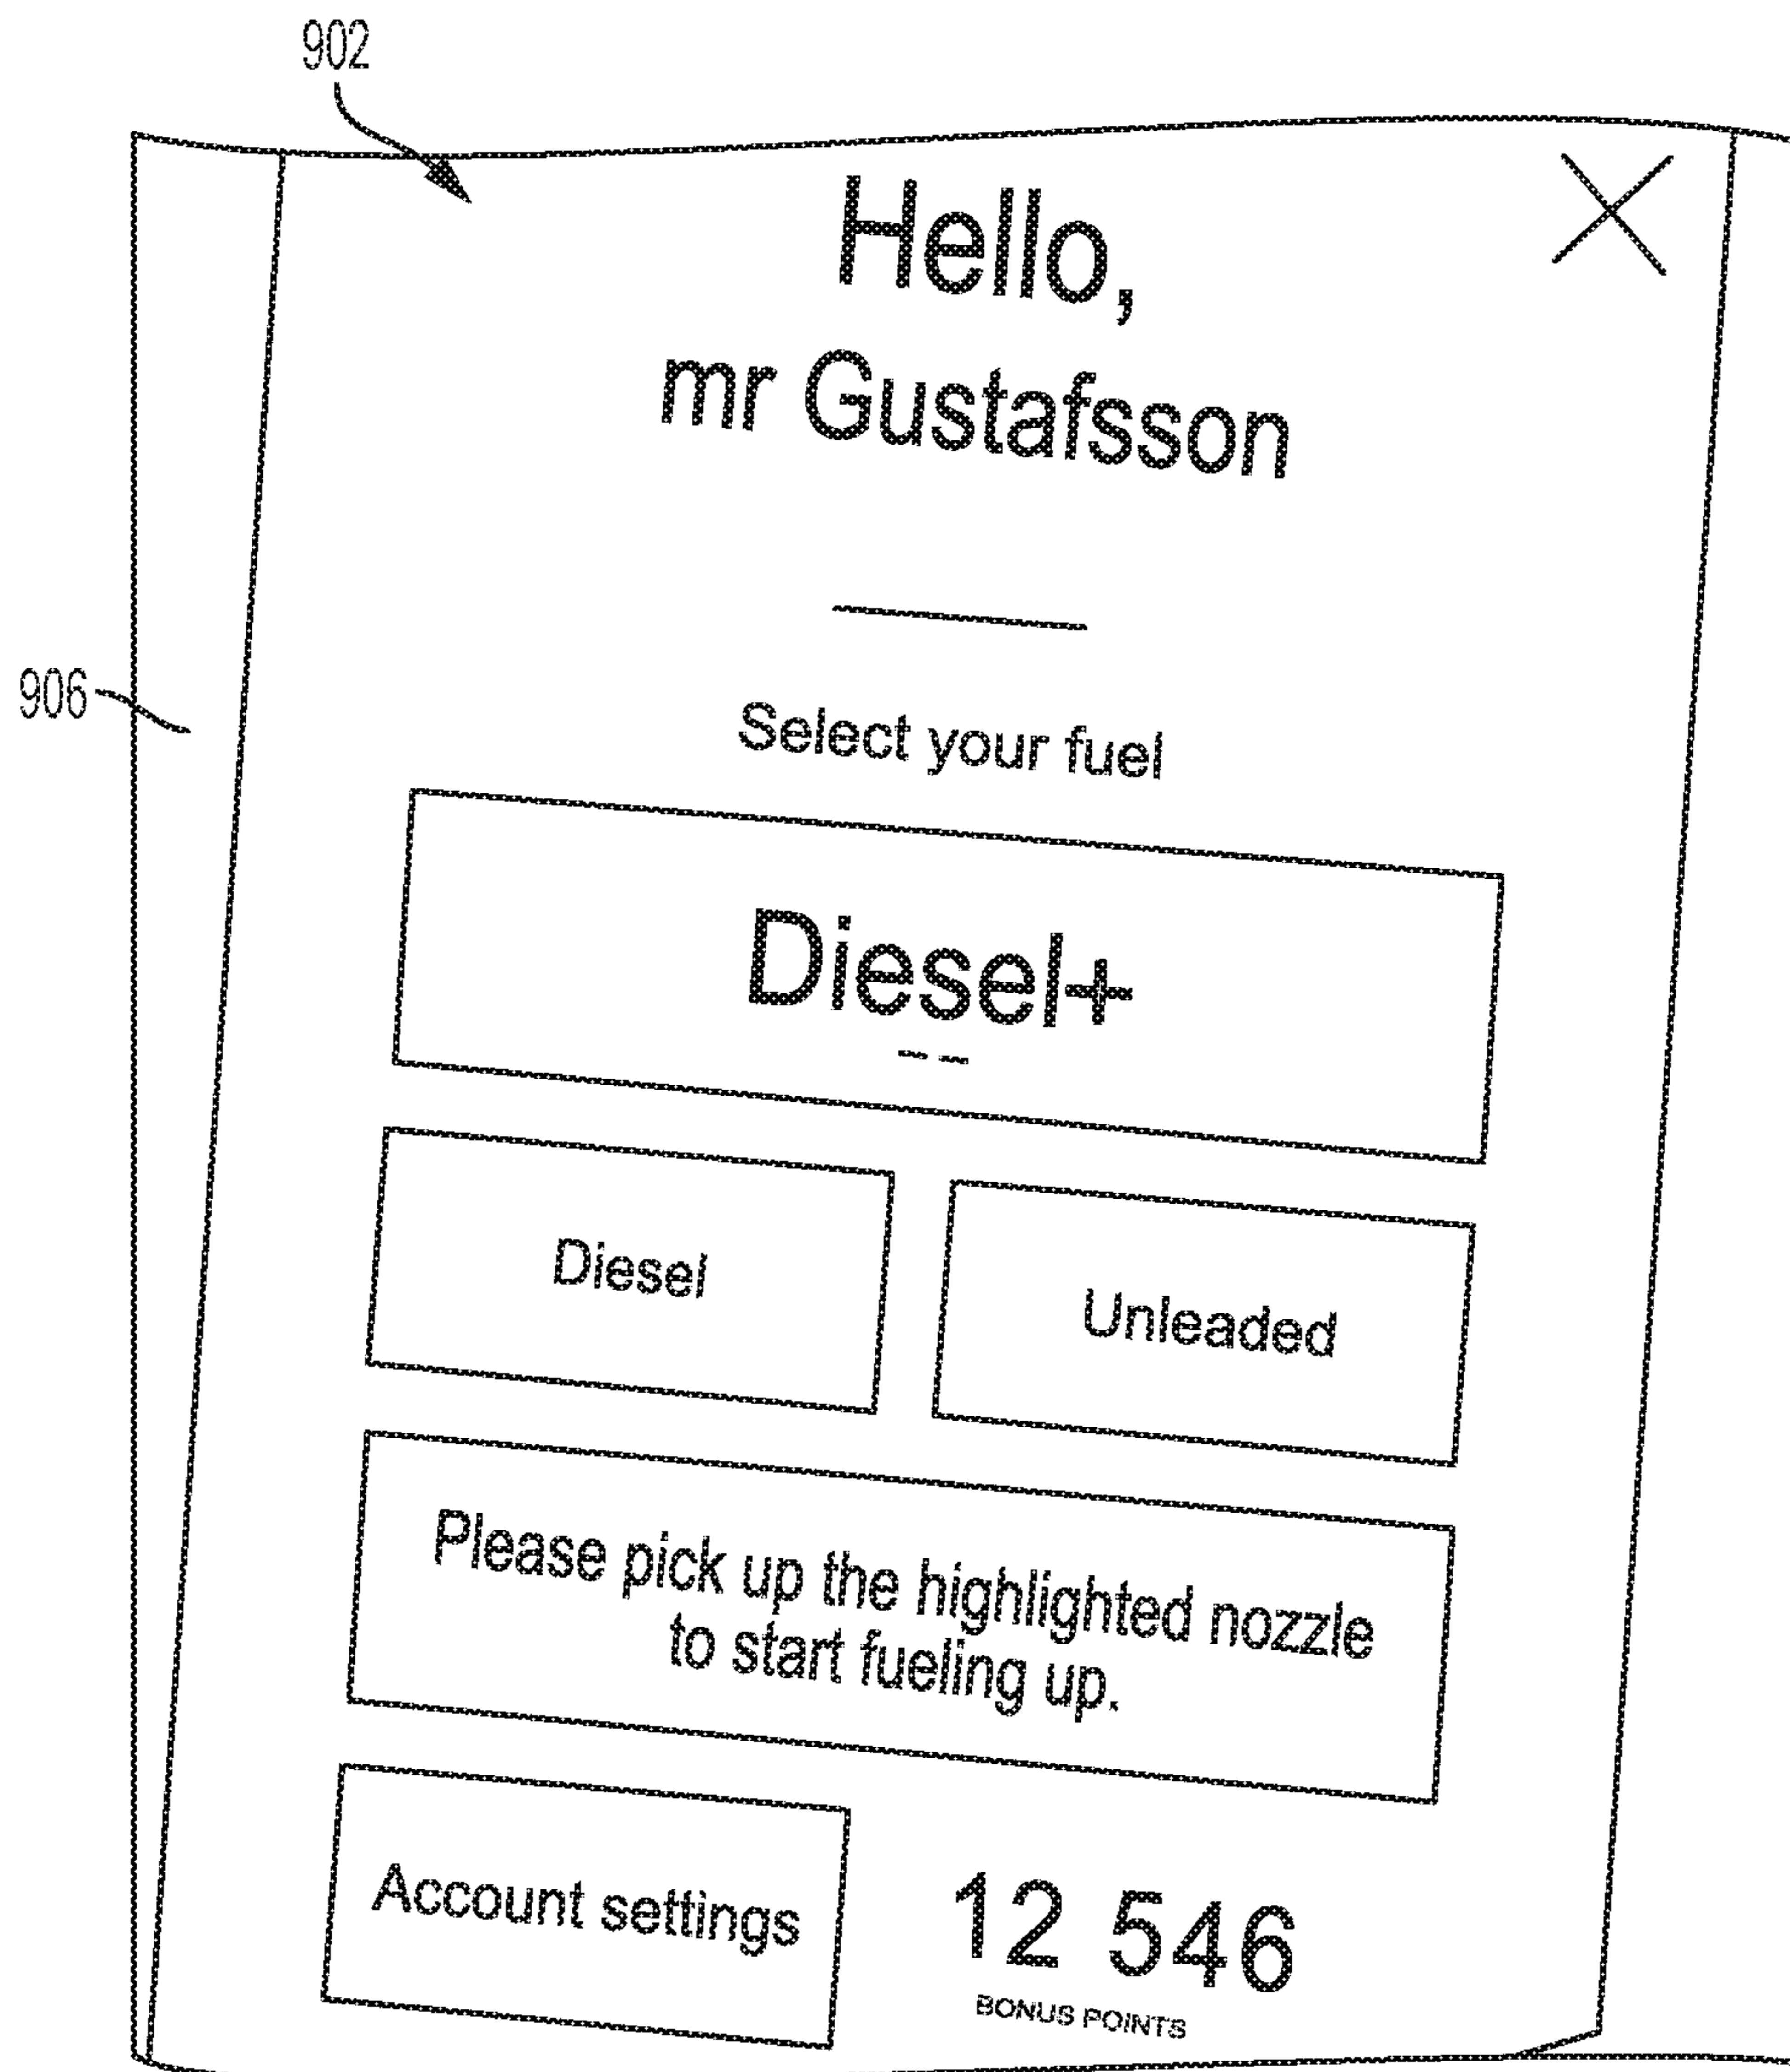 902
Hello,
mr Gustafsson
906
Select your fuel
Diesel+
Diesel
Unleaded
Please pick up the highlighted nozzle
to start fueling up.
Account settings
12 546
BONUS POINTS